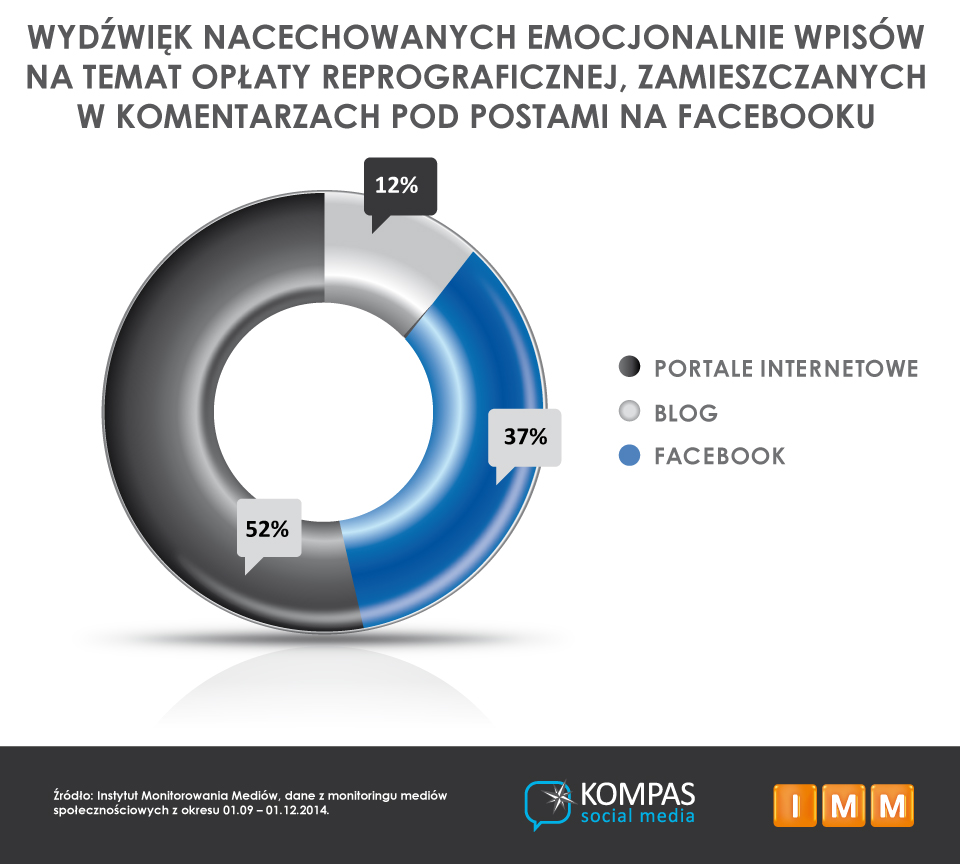 WYDŹWIĘK NACECHOWANYCH EMOCJONALNIE WPISÓW
NA TEMAT OPŁATY REPROGRAFICZNEJ, ZAMIESZCZANYCH
W KOMENTARZACH POD POSTAMI NA FACEBOOKU
12%
37%
52%
PORTALE INTERNETOWE
BLOG
FACEBOOK
Źródło: Instytut Monitorowania Mediów, dane z monitoringu mediów
społecznościowych z okresu 01.09 – 01.12.2014.
KOMPAS
social media
IMM